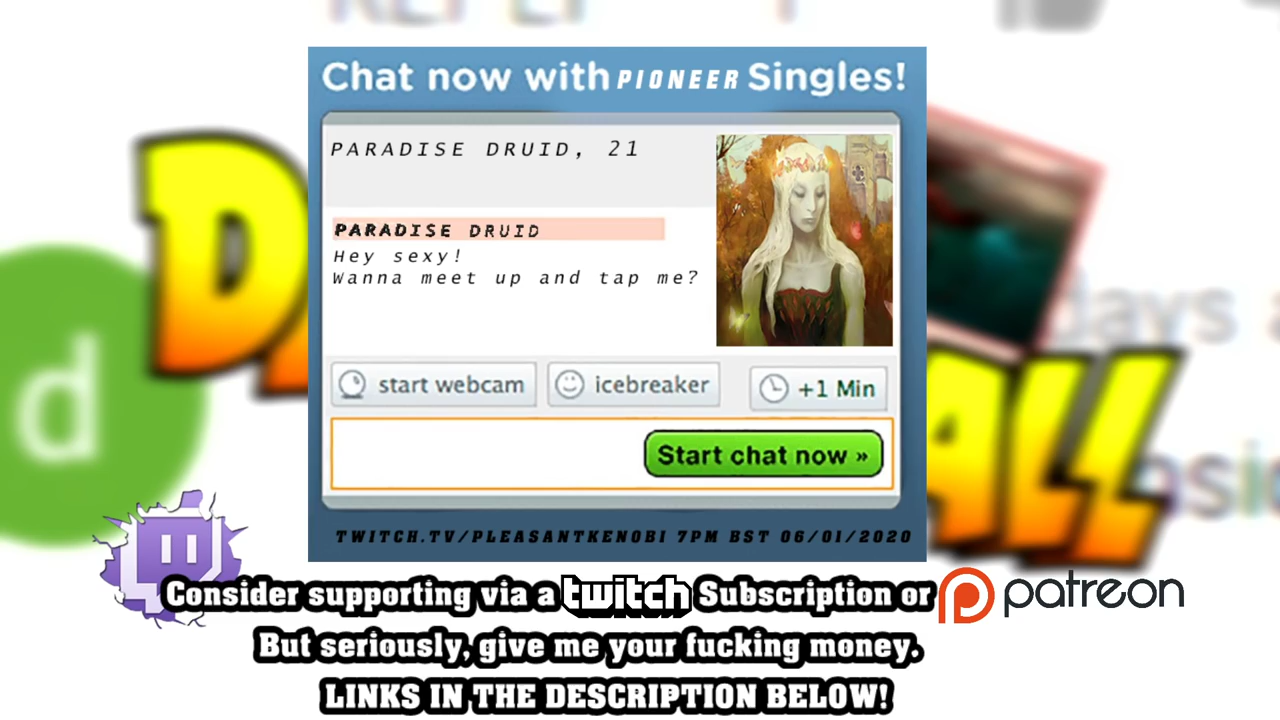 Chat now with PIONEER Singles!
PARADISE DRUID, 21
PARADISE DRUID
Hey sexy!
Wanna meet up and tap me?
start webcam
icebreaker
+1 Min
Start chat now »
TWITCH.TV/PLEASANTKENOBI 7PM BST 06/01/2020
Consider supporting via a twitch Subscription or patreon
But seriously, give me your fucking money.
LINKS IN THE DESCRIPTION BELOW!
d
D
ALL
days a